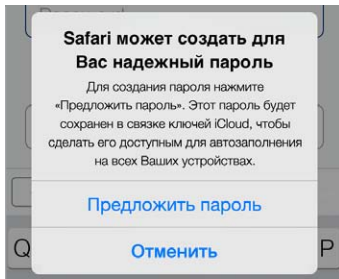 Safari может создать для
Вас надежный пароль
Для создания пароля нажмите
«Предложить пароль». Этот пароль будет
сохранен в связке ключей iCloud, чтобы
сделать его доступным для автозаполнения
на всех Ваших устройствах.
Предложить пароль
Отменить
Q P